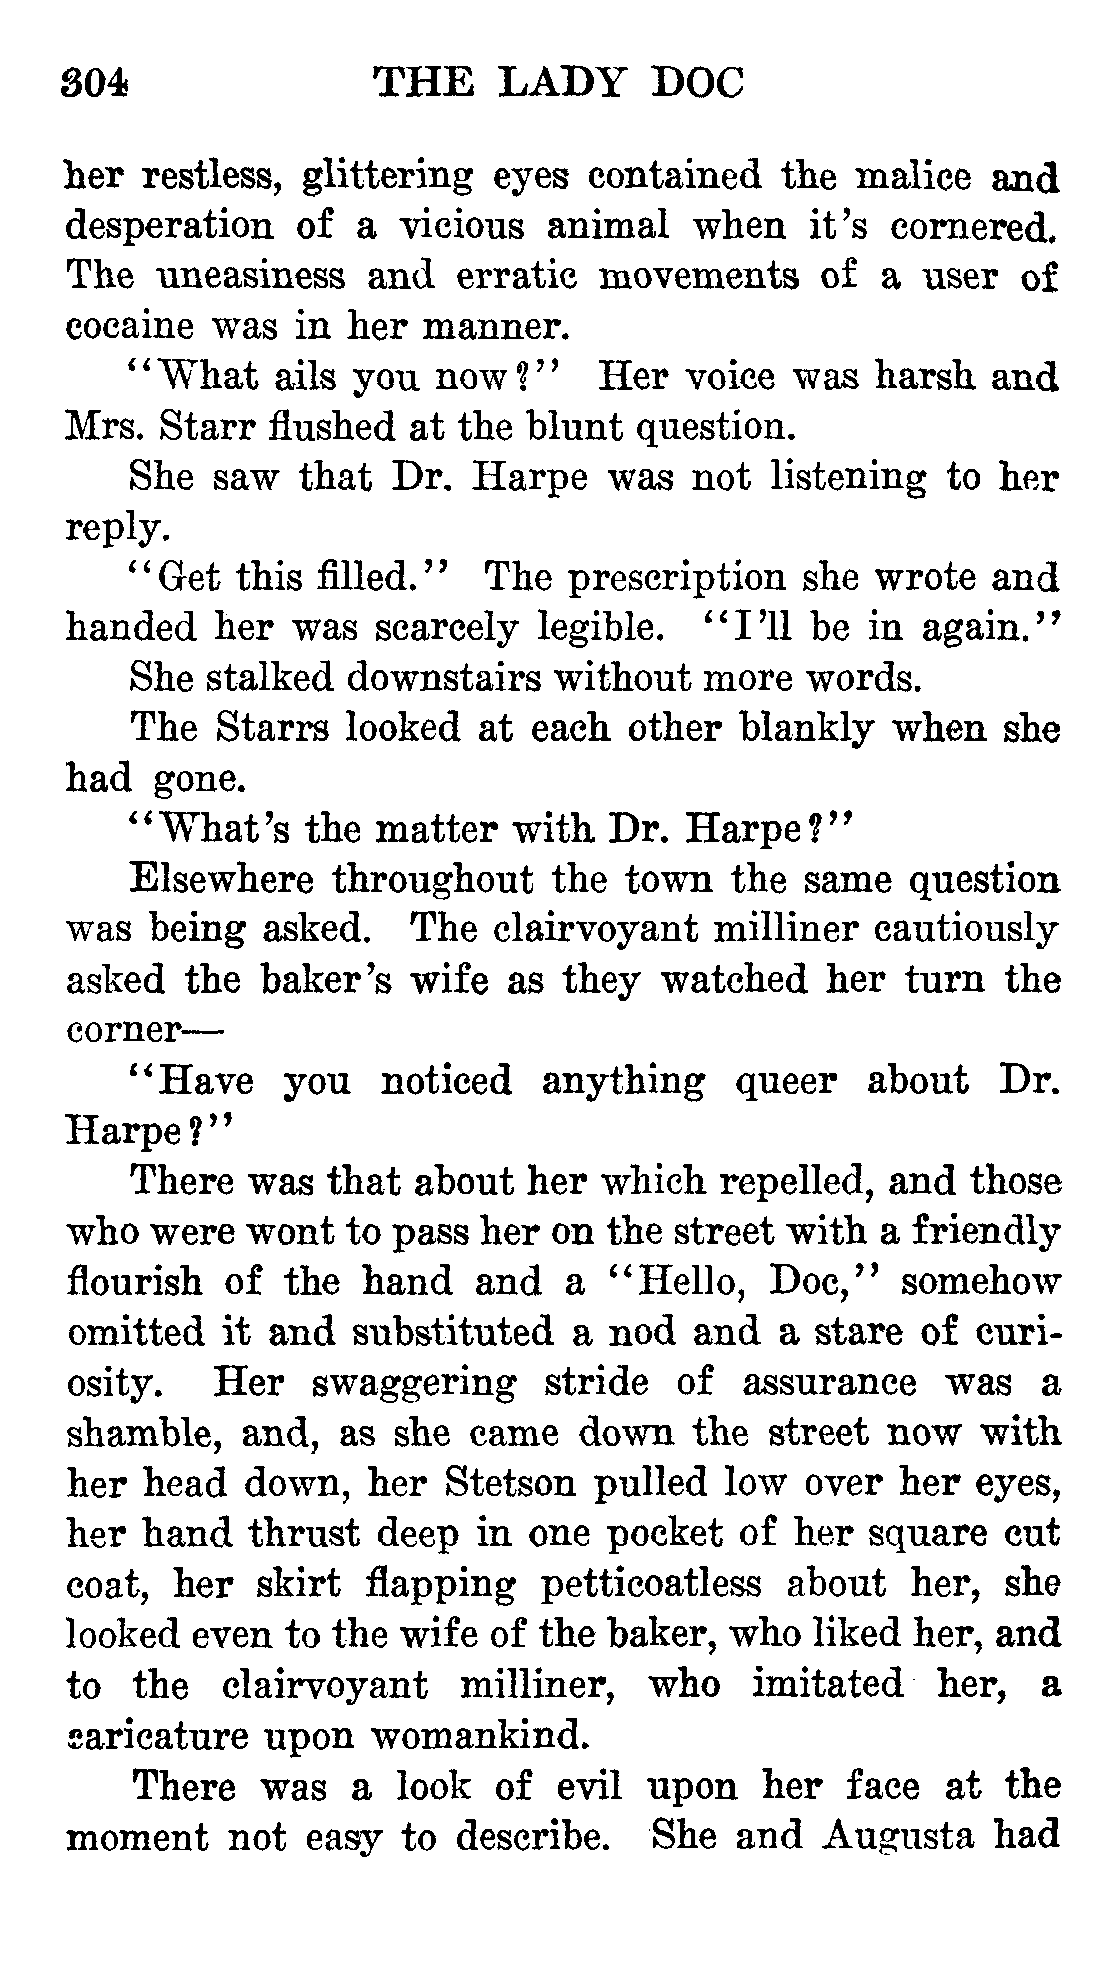 304 THE LADY DOC
her restless, glittering eyes contained the malice and
desperation of a vicious animal when it's cornered.
The uneasiness and erratic movements of a user of
cocaine was in her manner.
"What ails you now?" Her voice was harsh and
Mrs. Starr flushed at the blunt question.
She saw that Dr. Harpe was not listening to her
reply.
"Get this filled." The prescription she wrote and
handed her was scarcely legible. "I'll be in again."
She stalked downstairs without more words.
The Starrs looked at each other blankly when she
had gone.
"What's the matter with Dr. Harpe?"
Elsewhere throughout the town the same question
was being asked. The clairvoyant milliner cautiously
asked the baker's wife as they watched her turn the
corner—
"Have you noticed anything queer about Dr.
Harpe?"
There was that about her which repelled, and those
who were wont to pass her on the street with a friendly
flourish of the hand and a "Hello, Doc," somehow
omitted it and substituted a nod and a stare of curi-
osity. Her swaggering stride of assurance was a
shamble, and, as she came down the street now with
her head down, her Stetson pulled low over her eyes,
her hand thrust deep in one pocket of her square cut
coat, her skirt flapping petticoatless about her, she
looked even to the wife of the baker, who liked her, and
to the clairvoyant milliner, who imitated her, a
caricature upon womankind.
There was a look of evil upon her face at the
moment not easy to describe. She and Augusta had